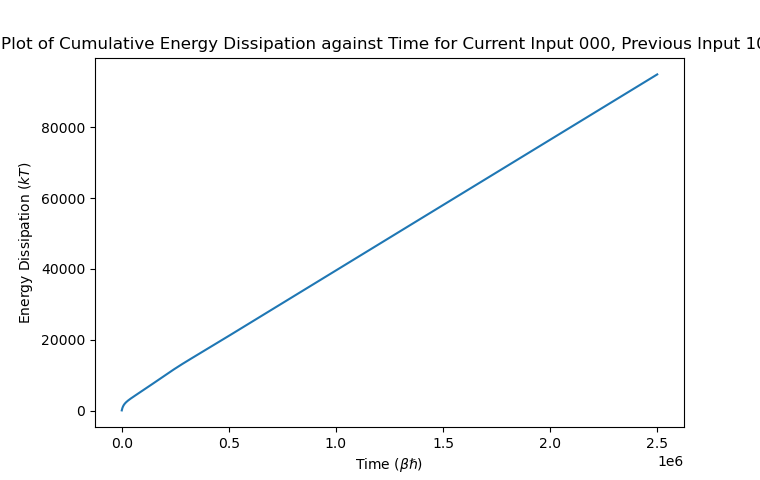 Plot of Cumulative Energy Dissipation against Time for Current Input 000, Previous Input 10
80000
60000
40000
20000
0
Energy Dissipation (kT)
0.0 0.5 1.0 1.5 2.0 2.5
1e6
Time (βħ)